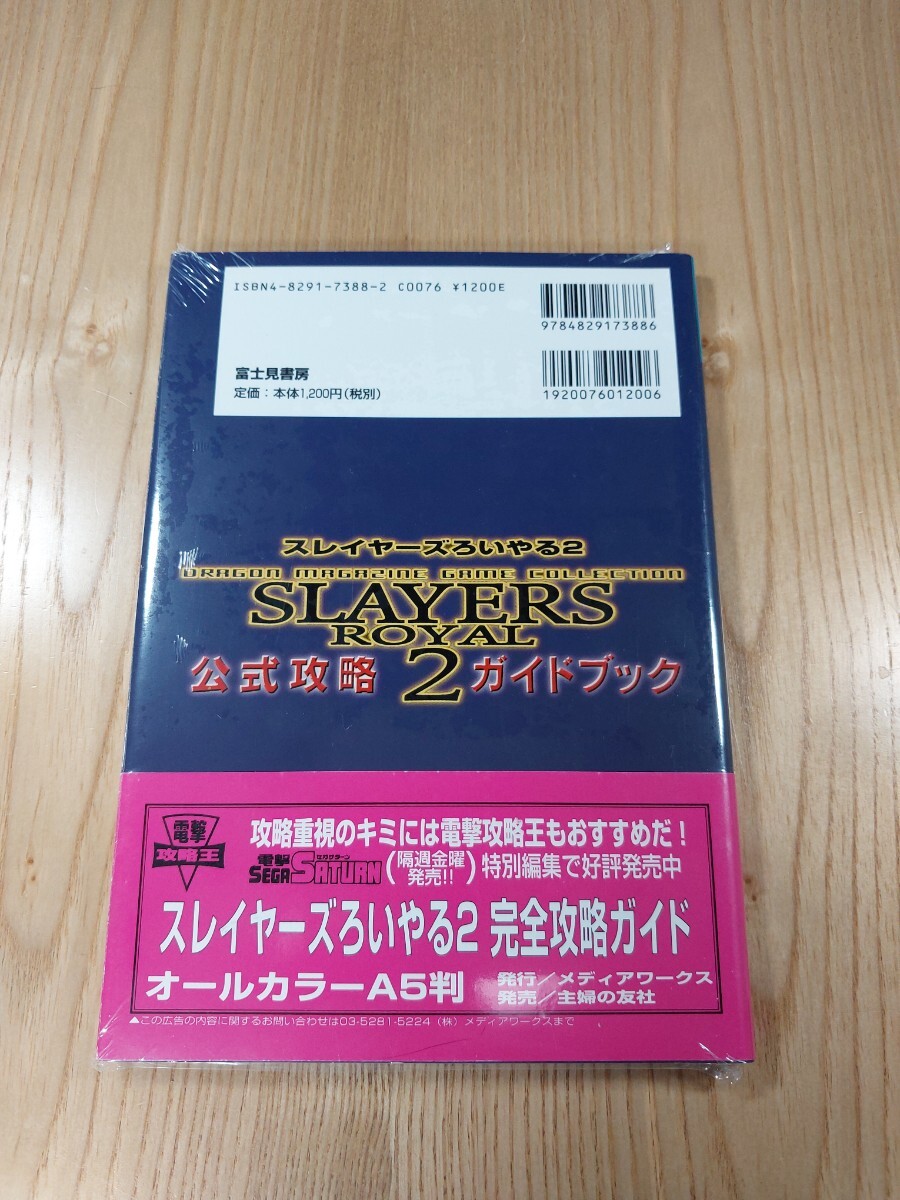 ISBN4-8291-7388-2 C0076 ¥1200E
9784829173886
富士見書房
定価：本体1,200円(税別)
1920076012006
スレイヤーズろいやる2
DRAGON MAGAZINE GAME COLLECTION
SLAYERS
ROYAL
2
公式攻略 ガイドブック
電撃
攻略王
攻略重視のキミには電撃攻略王もおすすめだ！
電撃 セガサターン
SEGA SATURN (隔週金曜発売!!) 特別編集で好評発売中
スレイヤーズろいやる2 完全攻略ガイド
オールカラーA5判
発行／メディアワークス
発売／主婦の友社
▲この広告の内容に関するお問い合わせは03-5281-5224（株）メディアワークスまで